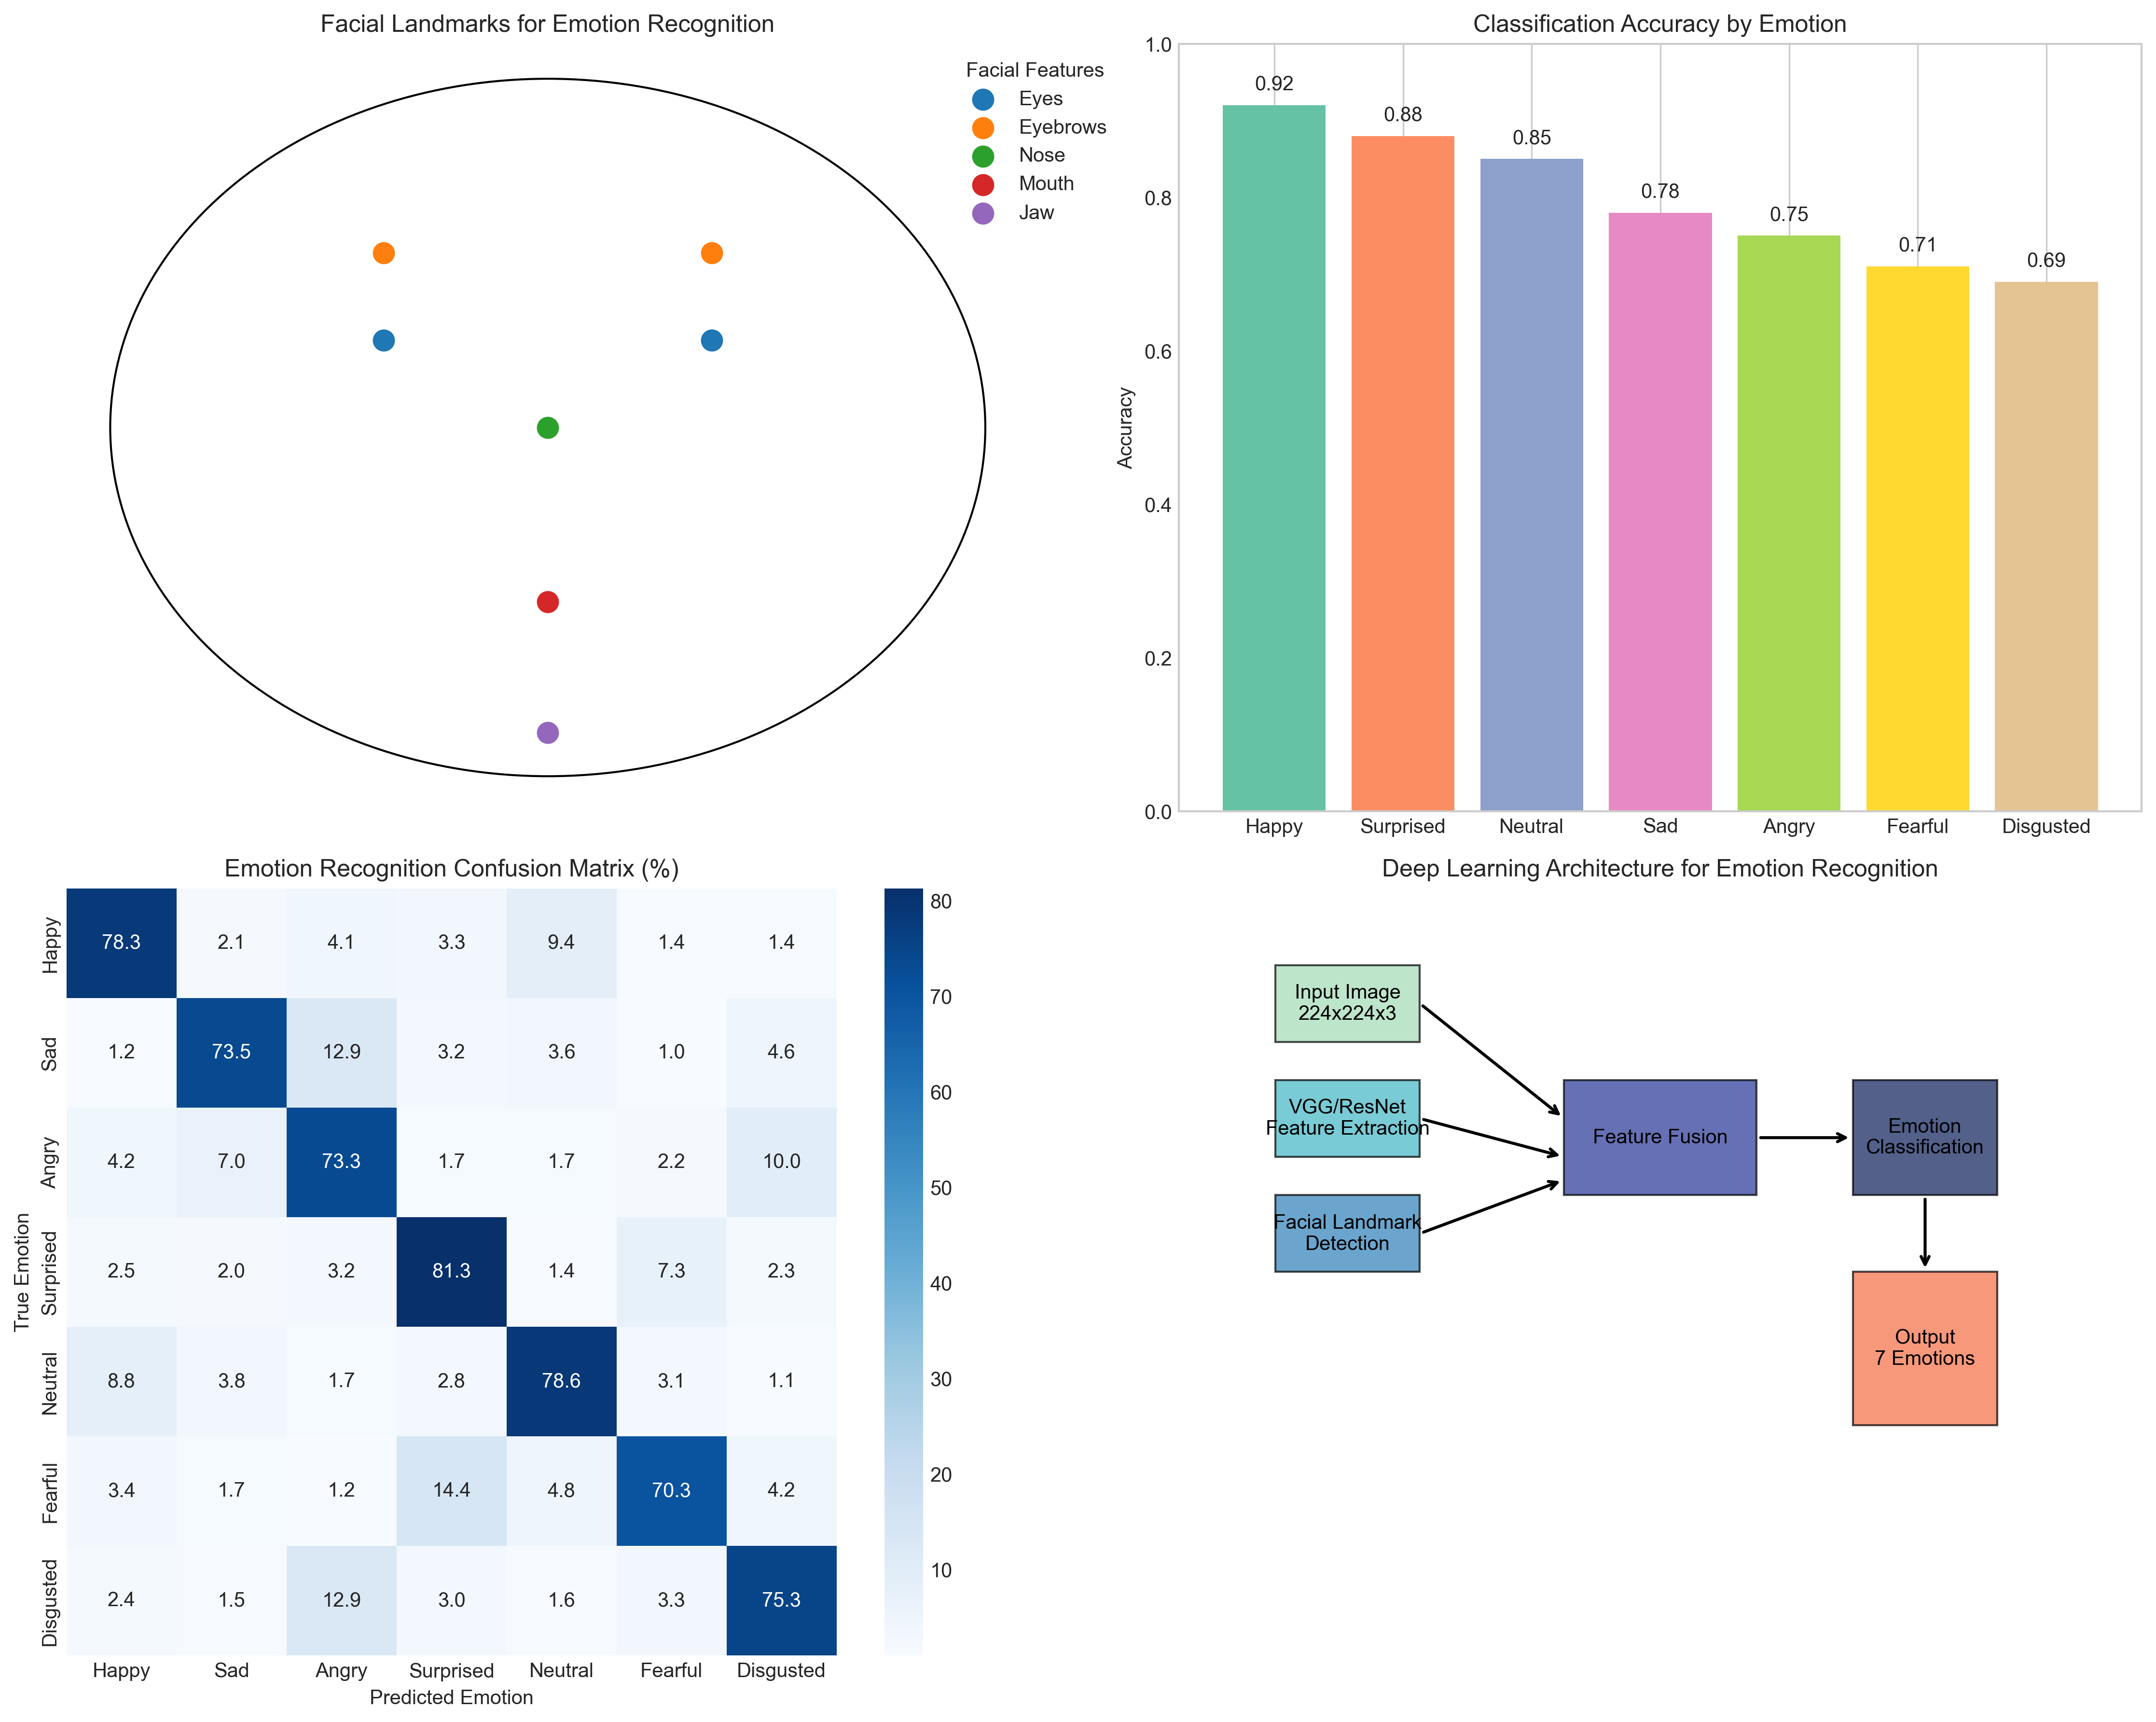 Facial Landmarks for Emotion Recognition
Facial Features
Eyes
Eyebrows
Nose
Mouth
Jaw
Classification Accuracy by Emotion
Accuracy
1.0
0.8
0.6
0.4
0.2
0.0
0.92
0.88
0.85
0.78
0.75
0.71
0.69
Happy Surprised Neutral Sad Angry Fearful Disgusted
Emotion Recognition Confusion Matrix (%)
True Emotion
Happy 78.3 2.1 4.1 3.3 9.4 1.4 1.4
Sad 1.2 73.5 12.9 3.2 3.6 1.0 4.6
Angry 4.2 7.0 73.3 1.7 1.7 2.2 10.0
Surprised 2.5 2.0 3.2 81.3 1.4 7.3 2.3
Neutral 8.8 3.8 1.7 2.8 78.6 3.1 1.1
Fearful 3.4 1.7 1.2 14.4 4.8 70.3 4.2
Disgusted 2.4 1.5 12.9 3.0 1.6 3.3 75.3
Happy Sad Angry Surprised Neutral Fearful Disgusted
Predicted Emotion
80
70
60
50
40
30
20
10
Deep Learning Architecture for Emotion Recognition
Input Image
224x224x3
VGG/ResNet
Feature Extraction
Facial Landmark
Detection
Feature Fusion
Emotion
Classification
Output
7 Emotions